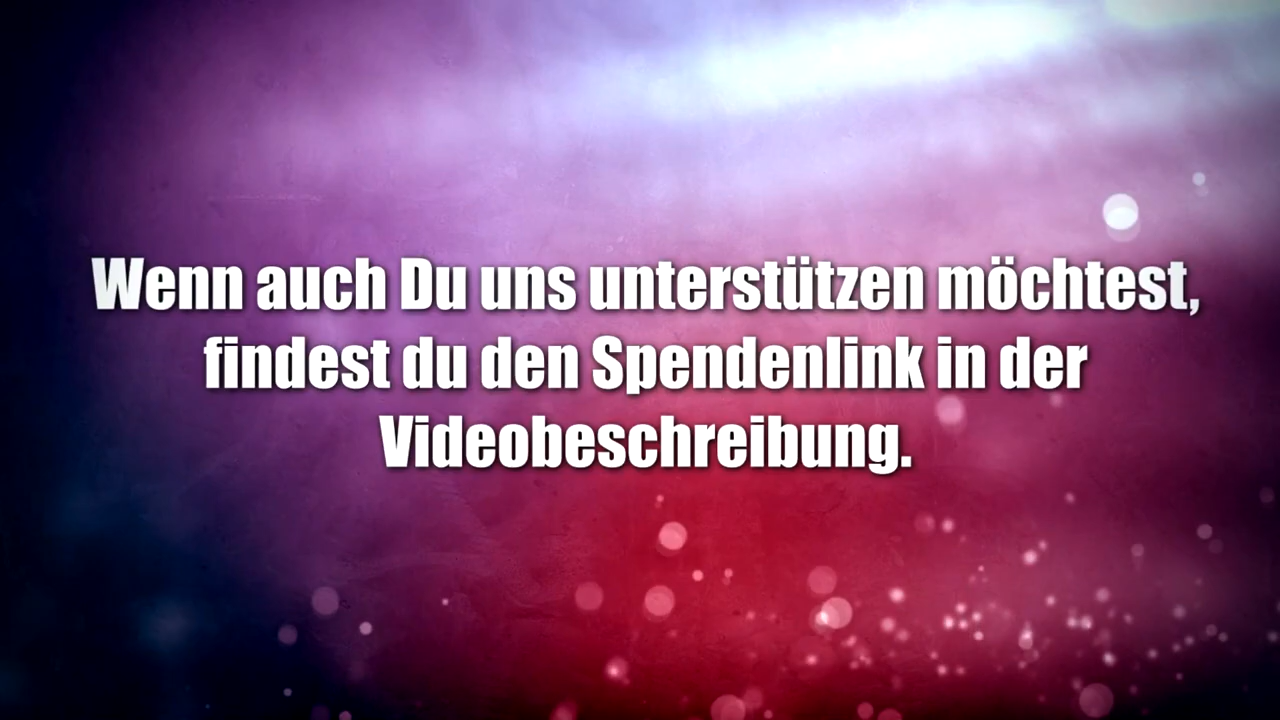 Wenn auch Du uns unterstützen möchtest,
findest du den Spendenlink in der
Videobeschreibung.